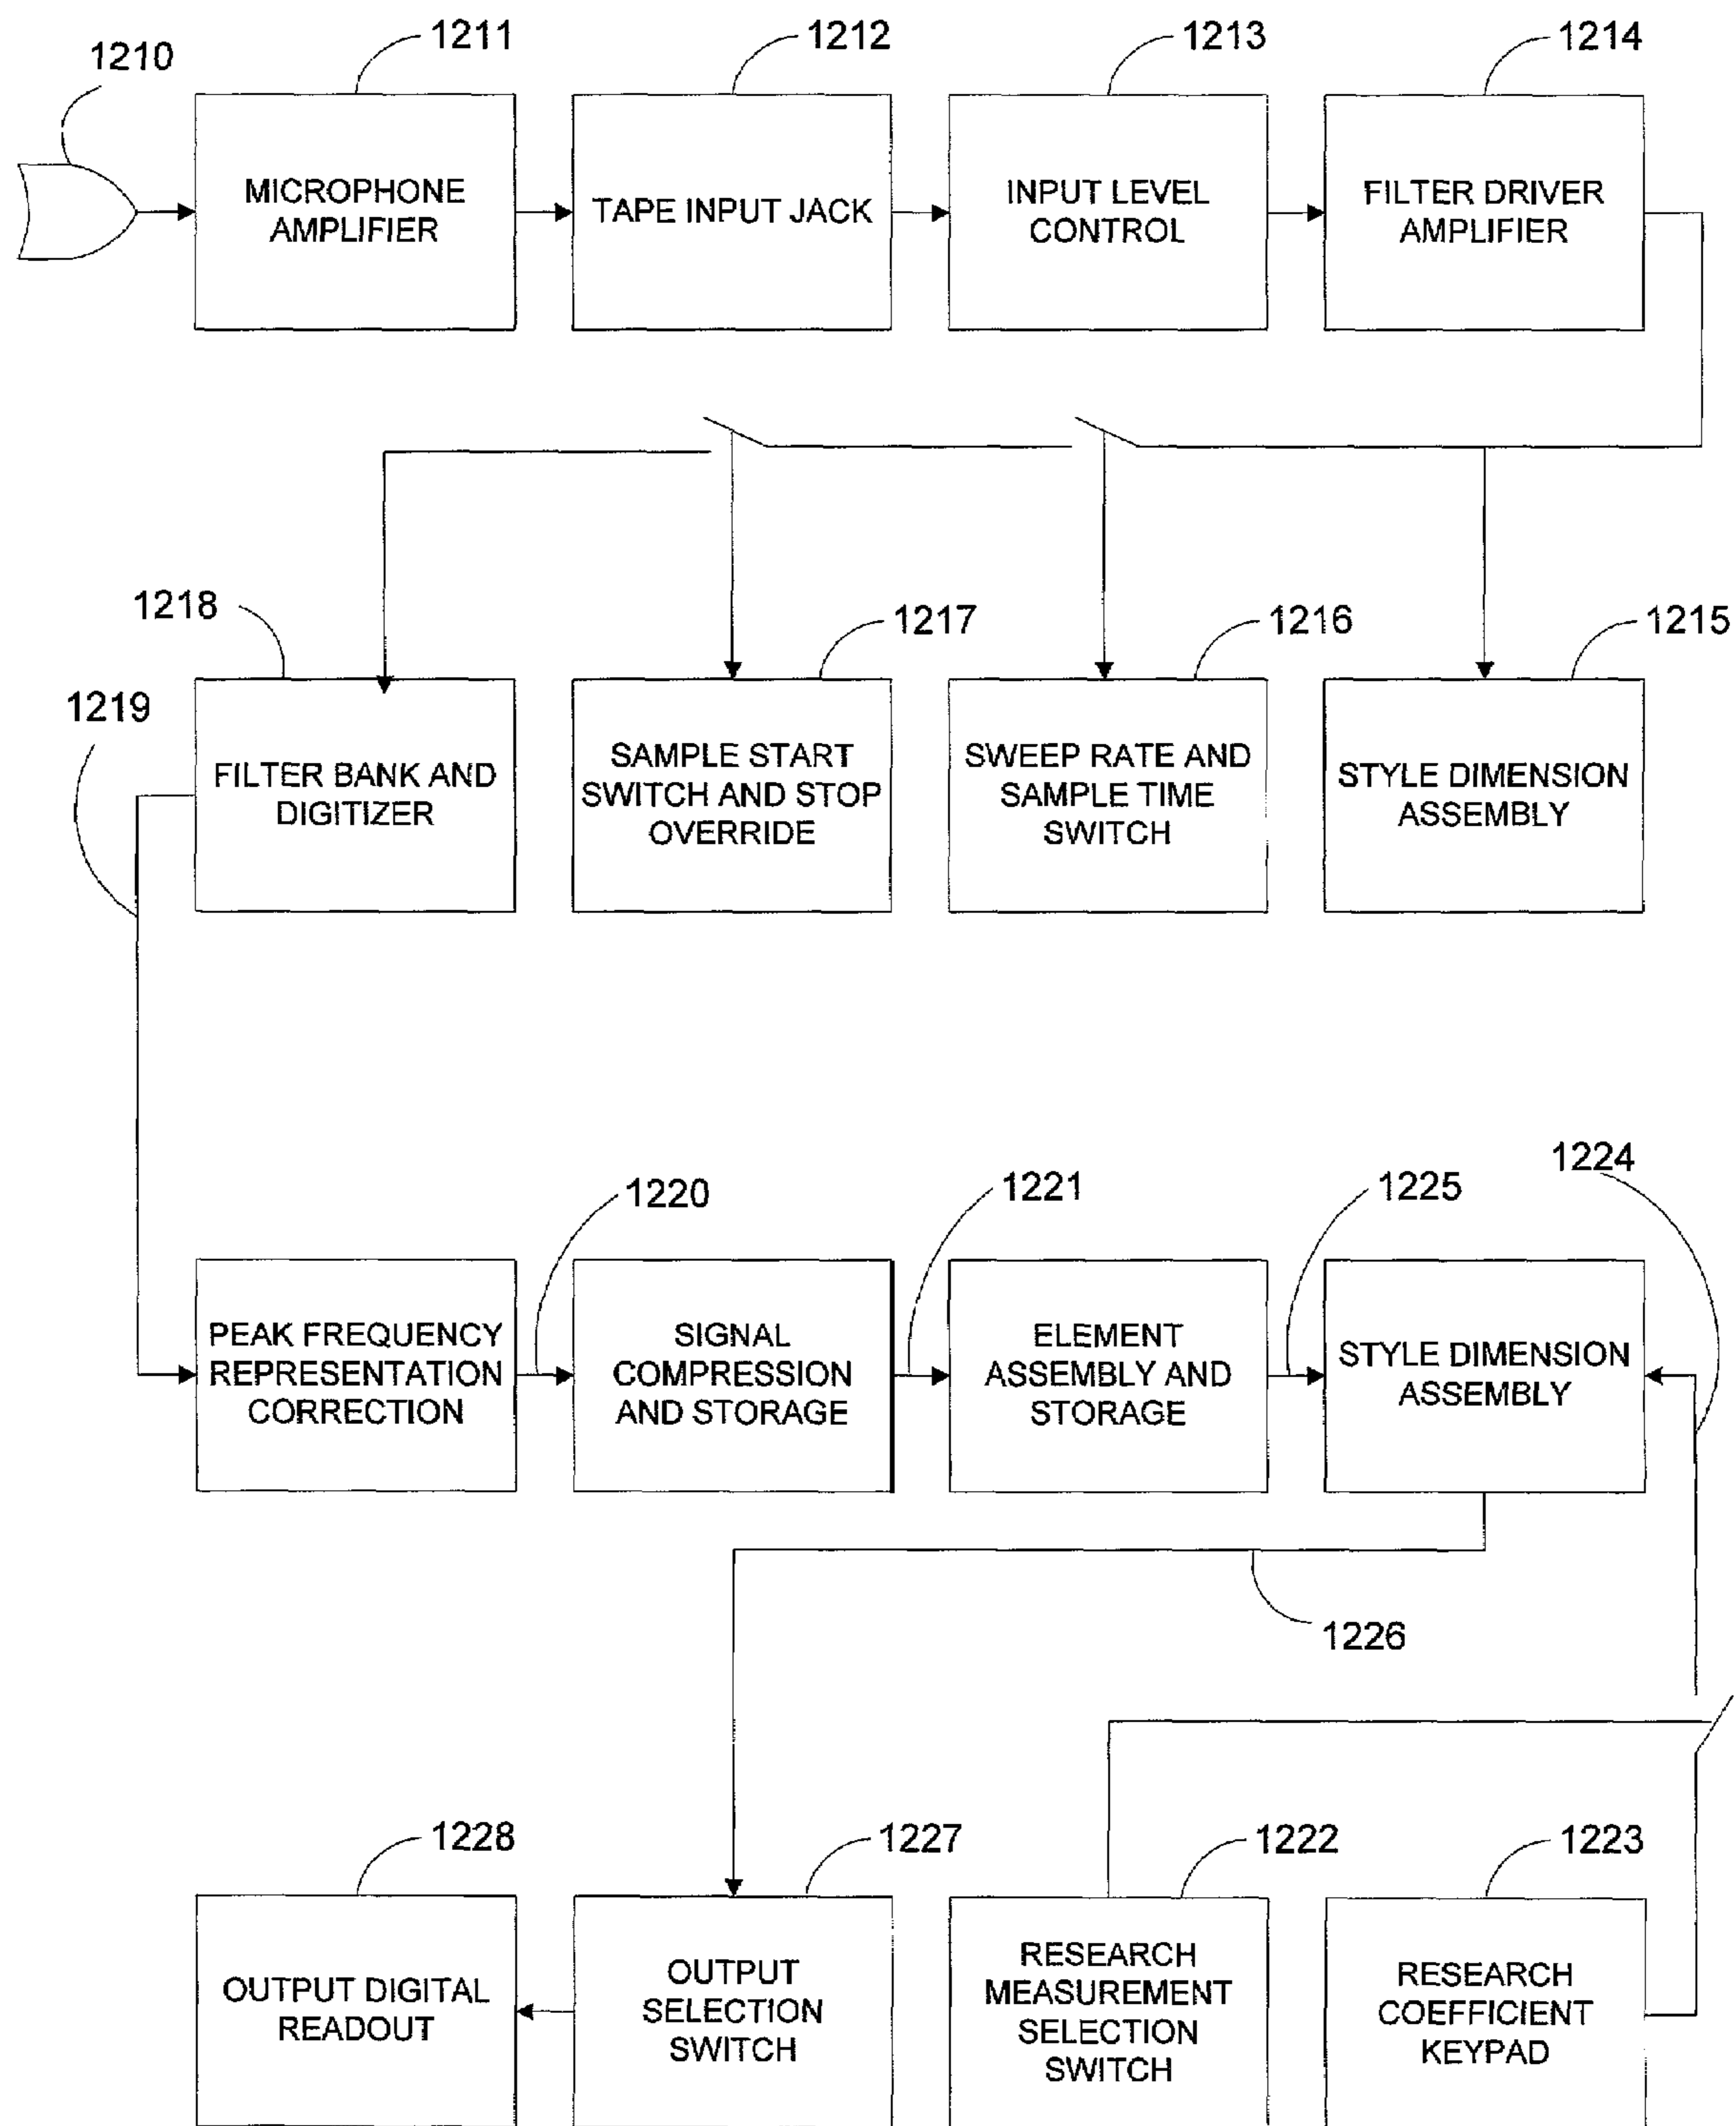 1210
1211
1212
1213
1214
MICROPHONE
AMPLIFIER
TAPE INPUT JACK
INPUT LEVEL
CONTROL
FILTER DRIVER
AMPLIFIER
1218
1217
1216
1215
1219
FILTER BANK AND
DIGITIZER
SAMPLE START
SWITCH AND STOP
OVERRIDE
SWEEP RATE AND
SAMPLE TIME
SWITCH
STYLE DIMENSION
ASSEMBLY
1220
1221
1225
1224
PEAK FREQUENCY
REPRESENTATION
CORRECTION
SIGNAL
COMPRESSION
AND STORAGE
ELEMENT
ASSEMBLY AND
STORAGE
STYLE DIMENSION
ASSEMBLY
1226
1228
1227
1222
1223
OUTPUT DIGITAL
READOUT
OUTPUT
SELECTION
SWITCH
RESEARCH
MEASUREMENT
SELECTION
SWITCH
RESEARCH
COEFFICIENT
KEYPAD